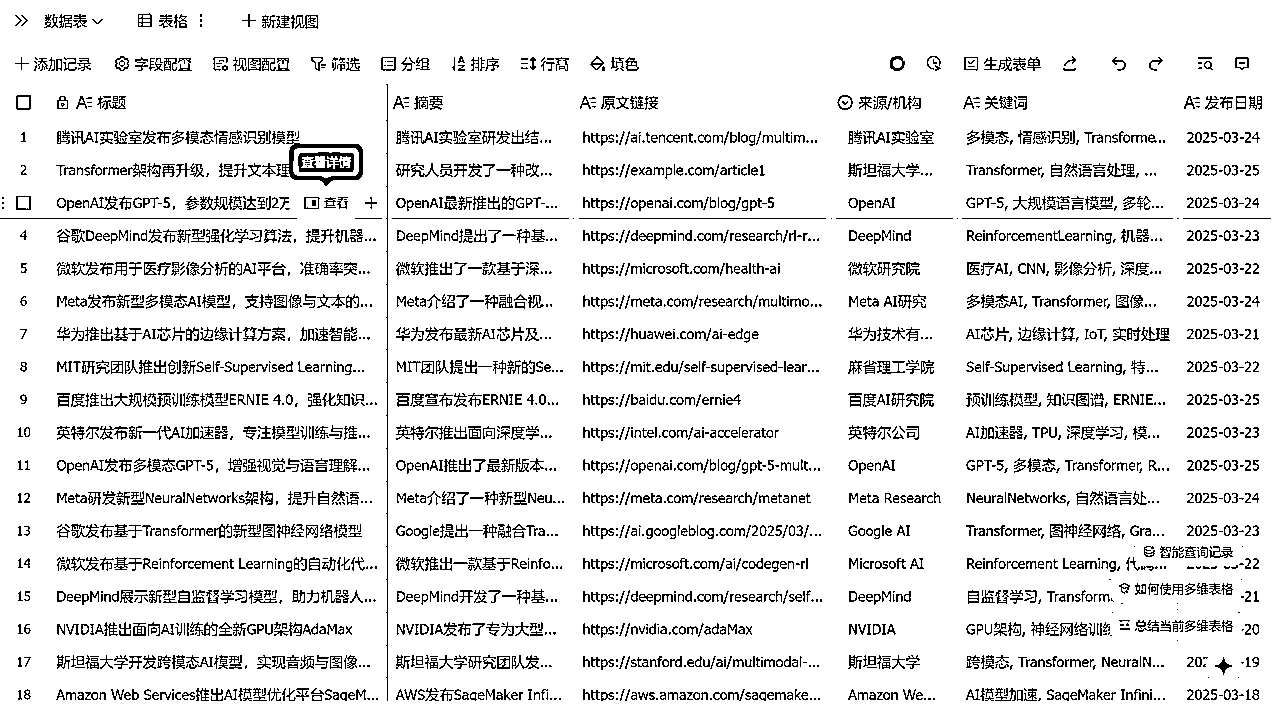 数据表 表格 新建视图
添加记录 字段配置 视图配置 筛选 分组 排序 行高 填色 生成表单
标题 摘要 原文链接 来源/机构 关键词 发布日期
1 腾讯AI实验室发布多模态情感识别模型 腾讯AI实验室研发出结... https://ai.tencent.com/blog/multim... 腾讯AI实验室 多模态, 情感识别, Transforme... 2025-03-24
查看详情
2 Transformer架构再升级，提升文本理 研究人员开发了一种改... https://example.com/article1 斯坦福大学... Transformer, 自然语言处理, ... 2025-03-25
OpenAI发布GPT-5，参数规模达到2万 查看 OpenAI最新推出的GPT-... https://openai.com/blog/gpt-5 OpenAI GPT-5, 大规模语言模型, 多轮... 2025-03-24
4 谷歌DeepMind发布新型强化学习算法，提升机器... DeepMind提出了一种基... https://deepmind.com/research/rl-r... DeepMind ReinforcementLearning, 机器... 2025-03-23
5 微软发布用于医疗影像分析的AI平台，准确率突... 微软推出了一款基于深... https://microsoft.com/health-ai 微软研究院 医疗AI, CNN, 影像分析, 深度... 2025-03-22
6 Meta发布新型多模态AI模型，支持图像与文本的... Meta介绍了一种融合视... https://meta.com/research/multimo... Meta AI研究 多模态AI, Transformer, 图像... 2025-03-24
7 华为推出基于AI芯片的边缘计算方案，加速智能... 华为发布最新AI芯片及... https://huawei.com/ai-edge 华为技术有... AI芯片, 边缘计算, IoT, 实时处理 2025-03-21
8 MIT研究团队推出创新Self-Supervised Learning... MIT团队提出一种新的Se... https://mit.edu/self-supervised-lear... 麻省理工学院 Self-Supervised Learning, 特... 2025-03-22
9 百度推出大规模预训练模型ERNIE 4.0，强化知识... 百度宣布发布ERNIE 4.0... https://baidu.com/ernie4 百度AI研究院 预训练模型, 知识图谱, ERNIE... 2025-03-25
10 英特尔发布新一代AI加速器，专注模型训练与推... 英特尔推出面向深度学... https://intel.com/ai-accelerator 英特尔公司 AI加速器, TPU, 深度学习, 模... 2025-03-23
11 OpenAI发布多模态GPT-5，增强视觉与语言理解... OpenAI推出了最新版本... https://openai.com/blog/gpt-5-mult... OpenAI GPT-5, 多模态, Transformer, R... 2025-03-25
12 Meta研发新型NeuralNetworks架构，提升自然语... Meta介绍了一种新型Neu... https://meta.com/research/metanet Meta Research NeuralNetworks, 自然语言处... 2025-03-24
13 谷歌发布基于Transformer的新型图神经网络模型 Google提出一种融合Tra... https://ai.googleblog.com/2025/03/... Google AI Transformer, 图神经网络, Gra... 2025-03-23
智能查询记录
14 微软发布基于Reinforcement Learning的自动化代... 微软推出一款基于Reinfo... https://microsoft.com/ai/codegen-rl Microsoft AI Reinforcement Learning, 代 -22
如何使用多维表格
15 DeepMind展示新型自监督学习模型，助力机器人... DeepMind开发了一种基... https://deepmind.com/research/self... DeepMind 自监督学习, Transform -21
16 NVIDIA推出面向AI训练的全新GPU架构AdaMax NVIDIA发布了专为大型... https://nvidia.com/adaMax NVIDIA GPU架构, 神经网络训练 -20
总结当前多维表格
17 斯坦福大学开发跨模态AI模型，实现音频与图像... 斯坦福大学研究团队发... https://stanford.edu/ai/multimodal-... 斯坦福大学 跨模态, Transformer, NeuralN... 202 -19
18 Amazon Web Services推出AI模型优化平台SageM... AWS发布SageMaker Infi... https://aws.amazon.com/sagemake... Amazon We... AI模型加速, SageMaker Infini... 2025-03-18